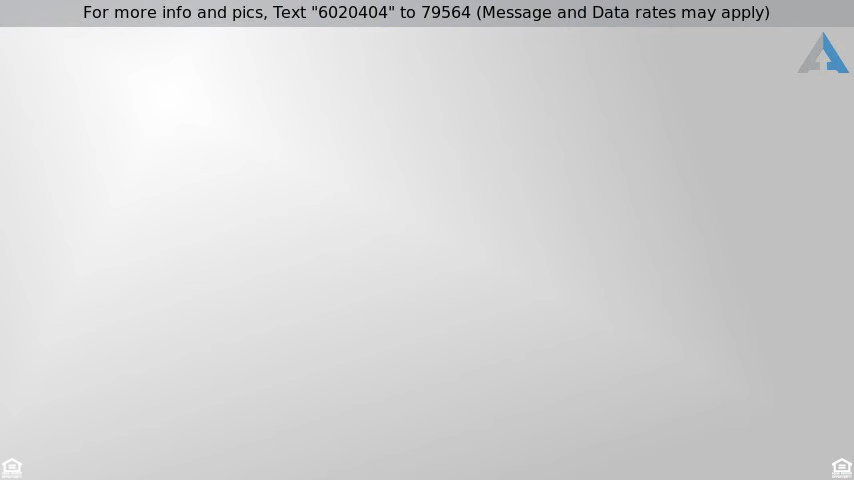 For more info and pics, Text "6020404" to 79564 (Message and Data rates may apply)